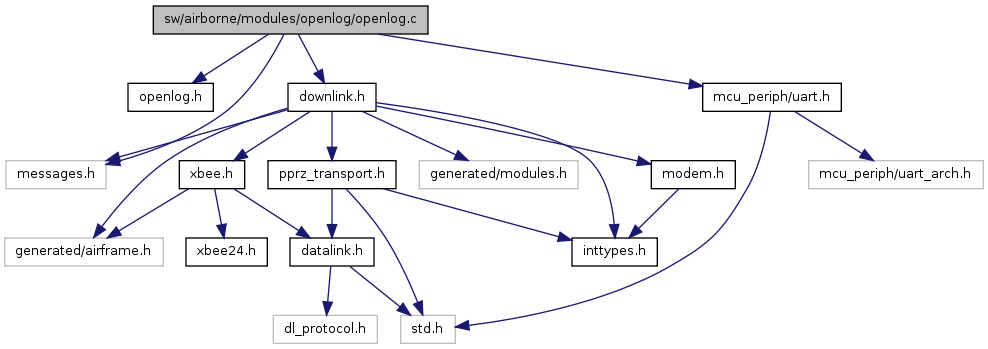 sw/airborne/modules/openlog/openlog.c
openlog.h
downlink.h
mcu_periph/uart.h
messages.h
xbee.h
pprz_transport.h
generated/modules.h
modem.h
mcu_periph/uart_arch.h
generated/airframe.h
xbee24.h
datalink.h
inttypes.h
dl_protocol.h
std.h